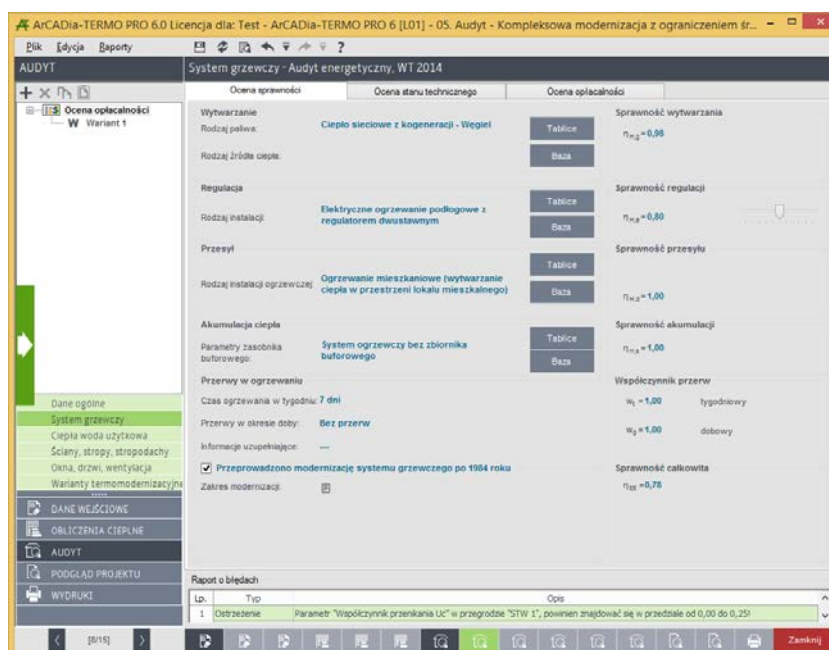 ArCADia-TERMO PRO 6.0 Licencja dla: Test - ArCADia-TERMO PRO 6 [L01] - 05. Audyt - Kompleksowa modernizacja z ograniczeniem śr...
Plik Edycja Raporty
AUDYT
System grzewczy - Audyt energetyczny, WT 2014
Ocena sprawności Ocena stanu technicznego Ocena opłacalności
Ocena opłacalności
W Wariant 1
Wytwarzanie Sprawność wytwarzania
Rodzaj paliwa: Ciepło sieciowe z kogeneracji - Węgiel Tablice ηH,g=0,98
Rodzaj źródła ciepła: Baza
Regulacja Sprawność regulacji
Tablice
Rodzaj instalacji: Elektryczne ogrzewanie podłogowe z regulatorem dwustawnym Baza ηH,e=0,80
Przesył Sprawność przesyłu
Tablice
Rodzaj instalacji ogrzewczej: Ogrzewanie mieszkaniowe (wytwarzanie ciepła w przestrzeni lokalu mieszkalnego) Baza ηH,d=1,00
Akumulacja ciepła Sprawność akumulacji
Tablice
Parametry zasobnika buforowego: System ogrzewczy bez zbiornika buforowego Baza ηH,s=1,00
Przerwy w ogrzewaniu Współczynnik przerw
Czas ogrzewania w tygodniu: 7 dni wt =1,00 tygodniowy
Przerwy w okresie doby: Bez przerw wd =1,00 dobowy
Informacje uzupełniające: ---
Przeprowadzono modernizację systemu grzewczego po 1984 roku Sprawność całkowita
Zakres modernizacji: =0,78
Dane ogólne
System grzewczy
Ciepła woda użytkowa
Ściany, stropy, stropodachy
Okna, drzwi, wentylacja
Warianty termomodernizacyjne
DANE WEJŚCIOWE
OBLICZENIA CIEPLNE
AUDYT
PODGLĄD PROJEKTU
WYDRUKI
Raport o błędach
Lp. Typ Opis
1 Ostrzeżenie Parametr "Współczynnik przenikania Uc" w przegrodzie "STW 1", powinien znajdować się w przedziale od 0,00 do 0,25!
[8/15] Zamknij